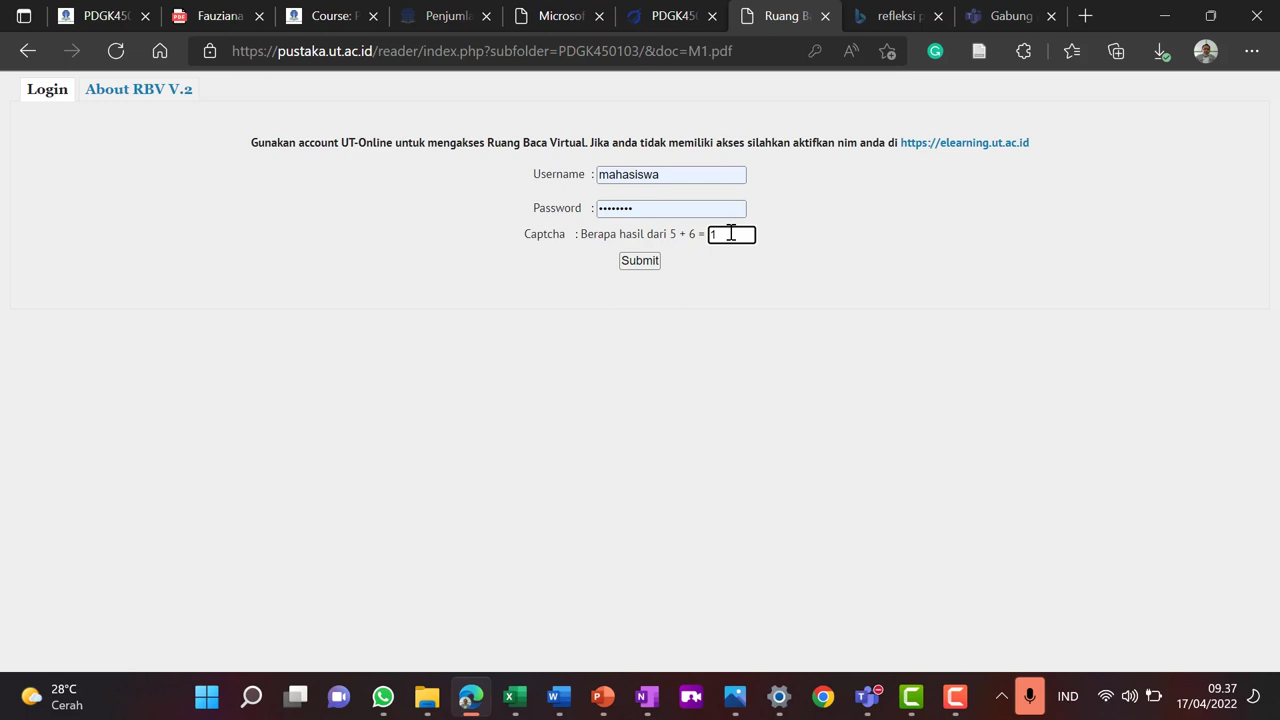 PDGK450
Fauziana
Course: P
Penjumla
Microsof
PDGK450
Ruang B
refleksi p
Gabung
https://pustaka.ut.ac.id/reader/index.php?subfolder=PDGK450103/&doc=M1.pdf
Login
About RBV V.2
Gunakan account UT-Online untuk mengakses Ruang Baca Virtual. Jika anda tidak memiliki akses silahkan aktifkan nim anda di https://elearning.ut.ac.id
Username : mahasiswa
Password : ••••••••
Captcha : Berapa hasil dari 5 + 6 = 1
Submit
28°C
Cerah
IND
09.37
17/04/2022